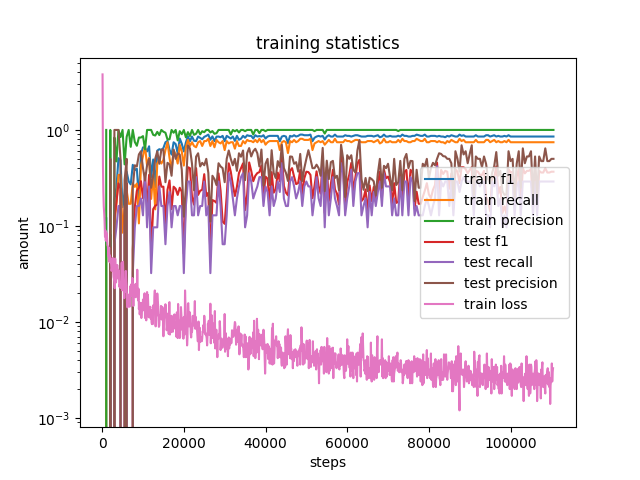 training statistics
amount
10⁰
10⁻¹
10⁻²
10⁻³
train f1
train recall
train precision
test f1
test recall
test precision
train loss
0 20000 40000 60000 80000 100000
steps